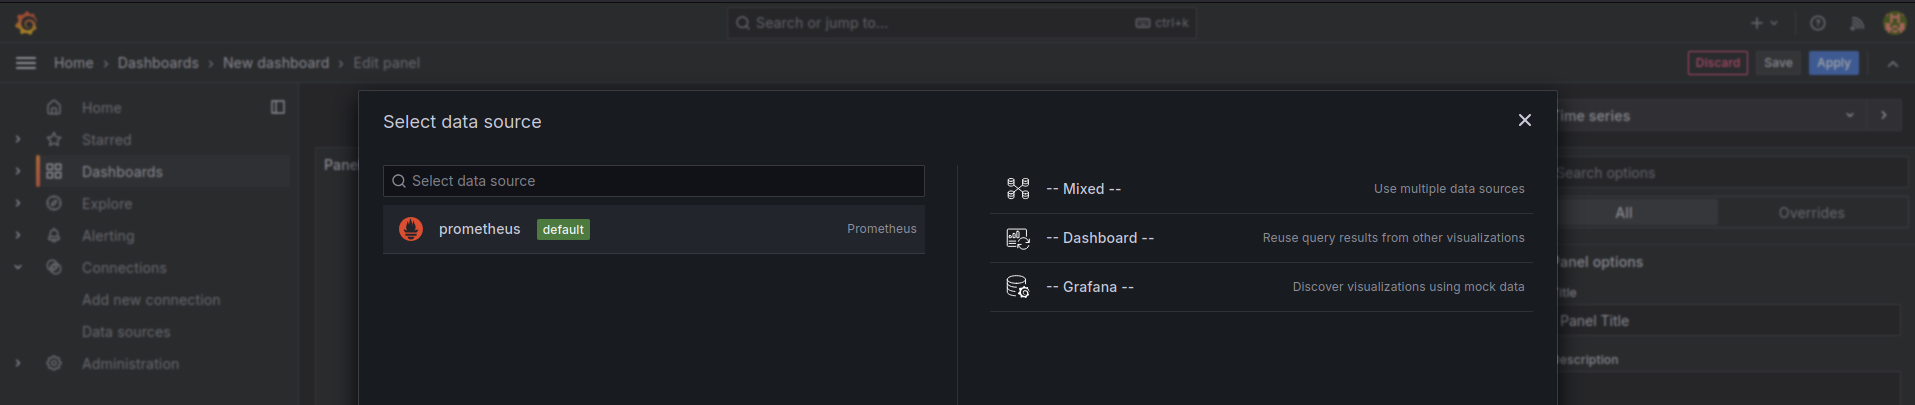 Search or jump to...
ctrl+k
Home > Dashboards > New dashboard > Edit panel
Discard
Save
Apply
Home
Starred
Dashboards
Explore
Alerting
Connections
Add new connection
Data sources
Administration
Select data source
Select data source
prometheus
default
Prometheus
-- Mixed --
Use multiple data sources
-- Dashboard --
Reuse query results from other visualizations
-- Grafana --
Discover visualizations using mock data
ime series
Search options
All
Overrides
anel options
itle
Panel Title
escription
Pane